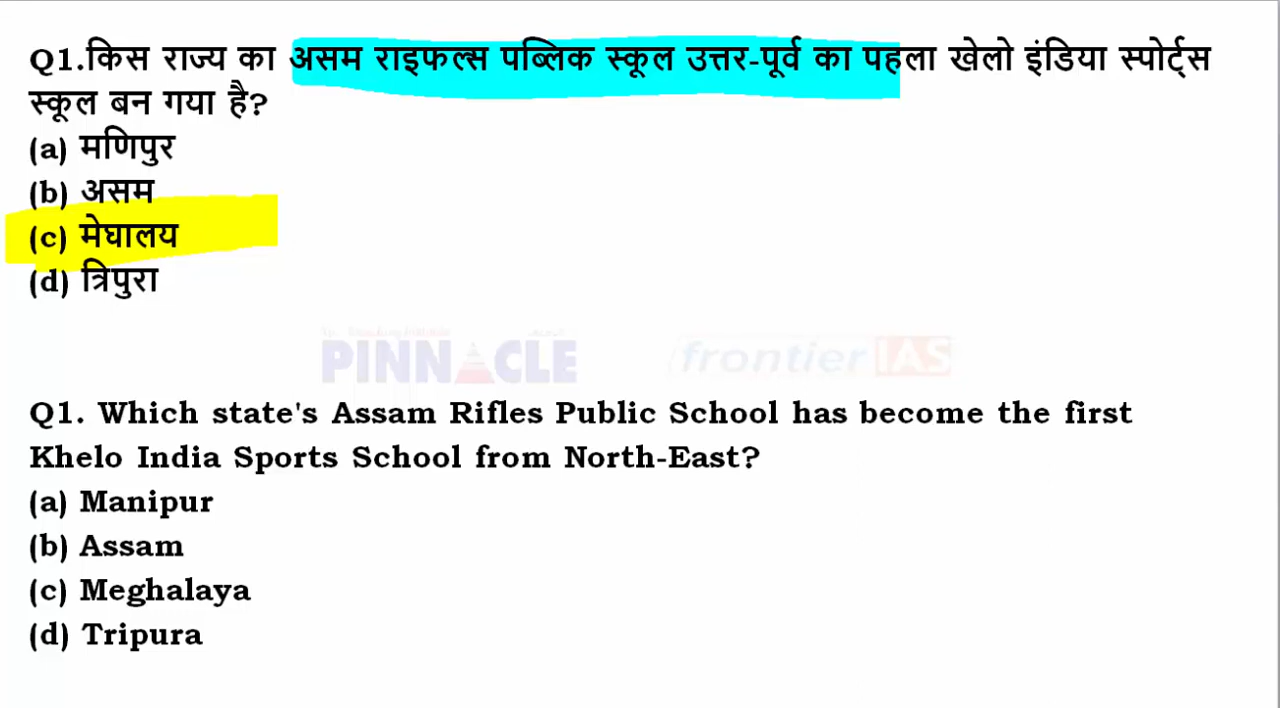 Q1.किस राज्य का असम राइफल्स पब्लिक स्कूल उत्तर-पूर्व का पहला खेलो इंडिया स्पोर्ट्स
स्कूल बन गया है?
(a) मणिपुर
(b) असम
(c) मेघालय
(d) त्रिपुरा
PINNACLE frontier IAS
Q1. Which state's Assam Rifles Public School has become the first
Khelo India Sports School from North-East?
(a) Manipur
(b) Assam
(c) Meghalaya
(d) Tripura